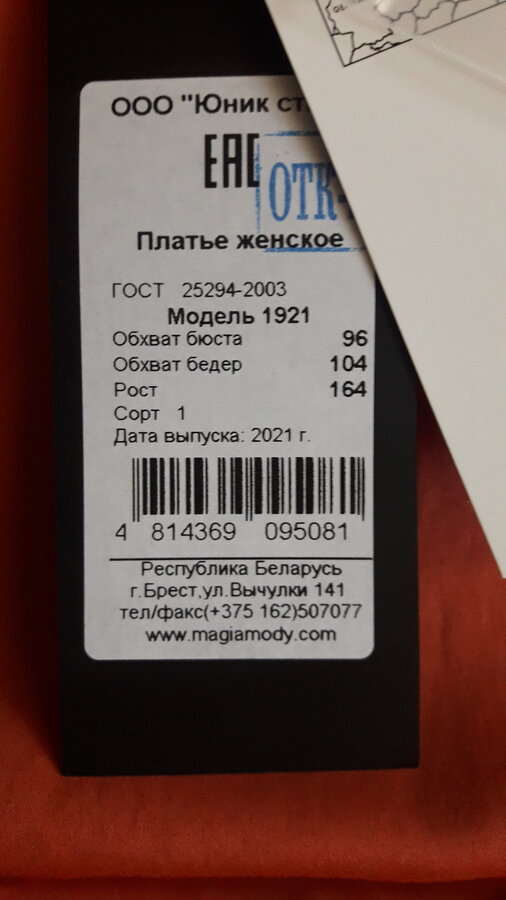 ООО "Юник
ЕАС
ОТК
Платье женское
ГОСТ 25294-2003
Модель 1921
Обхват бюста 96
Обхват бедер 104
Рост 164
Сорт 1
Дата выпуска: 2021 г.
4 814369 095081
Республика Беларусь
г.Брест,ул.Вычулки 141
тел/факс(+375 162)507077
www.magiamody.com